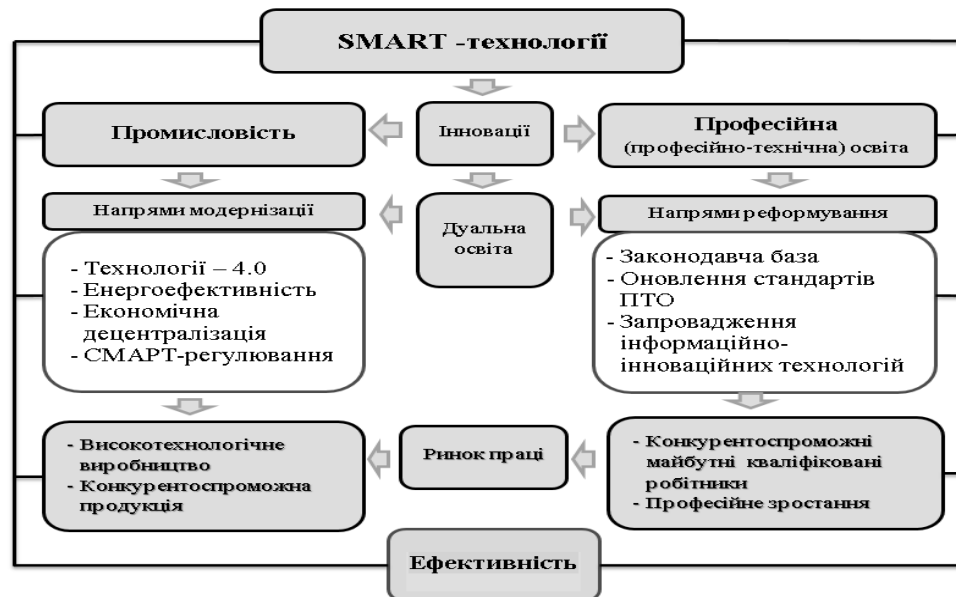 SMART -технології
Промисловість
Інновації
Професійна
(професійно-технічна) освіта
Напрями модернізації
Дуальна
освіта
Напрями реформування
- Технології – 4.0
- Енергоефективність
- Економічна
децентралізація
- СМАРТ-регулювання
- Законодавча база
- Оновлення стандартів
ПТО
- Запровадження
інформаційно-
інноваційних технологій
- Високотехнологічне
виробництво
- Конкурентоспроможна
продукція
Ринок праці
- Конкурентоспроможні
майбутні кваліфіковані
робітники
- Професійне зростання
Ефективність